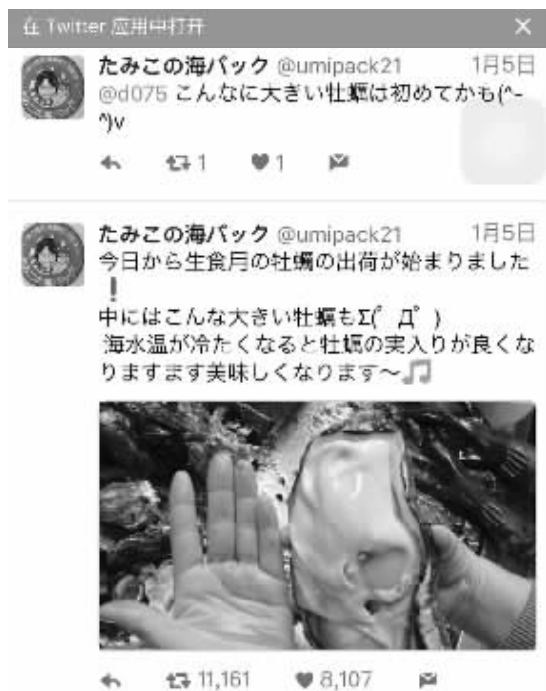 在 Twitter 应用中打开
たみこの海パック @umipack21 1月5日
@d075 こんなに大きい牡蠣は初めてかも(^-
^)v
1 1
たみこの海パック @umipack21 1月5日
今日から生食用の牡蠣の出荷が始まりました
❗
中にはこんな大きい牡蠣もΣ(ﾟДﾟ)
海水温が冷たくなると牡蠣の実入りが良くな
りますます美味しくなります〜🎵
11,161 8,107